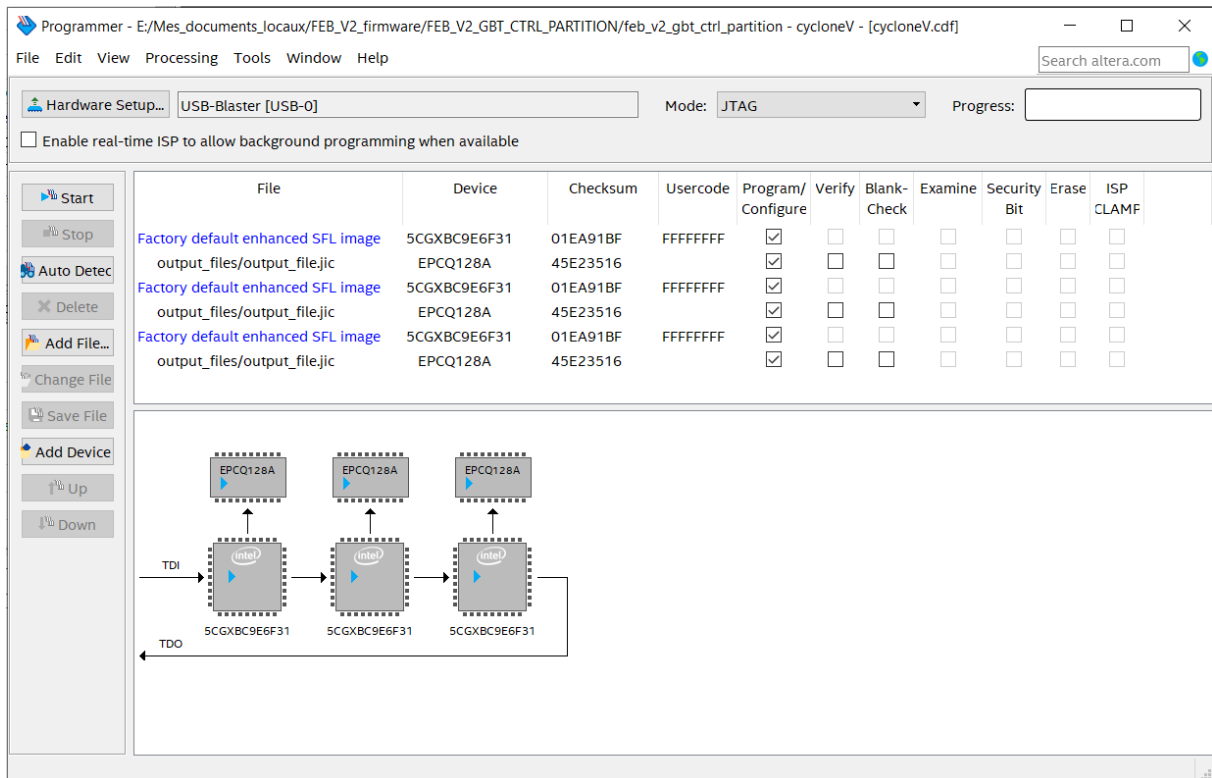 Programmer - E:/Mes_documents_locaux/FEB_V2_firmware/FEB_V2_GBT_CTRL_PARTITION/feb_v2_gbt_ctrl_partition - cycloneV - [cycloneV.cdf]
File Edit View Processing Tools Window Help
Search altera.com
Hardware Setup... USB-Blaster [USB-0] Mode: JTAG Progress:
Enable real-time ISP to allow background programming when available
Start
Stop
Auto Detec
Delete
Add File...
Change File
Save File
Add Device
Up
Down
File Device Checksum Usercode Program/ Verify Blank- Examine Security Erase ISP
Configure Check Bit CLAMP
Factory default enhanced SFL image 5CGXBC9E6F31 01EA91BF FFFFFFFF
output_files/output_file.jic EPCQ128A 45E23516
Factory default enhanced SFL image 5CGXBC9E6F31 01EA91BF FFFFFFFF
output_files/output_file.jic EPCQ128A 45E23516
Factory default enhanced SFL image 5CGXBC9E6F31 01EA91BF FFFFFFFF
output_files/output_file.jic EPCQ128A 45E23516
EPCQ128A EPCQ128A EPCQ128A
intel intel intel
TDI
5CGXBC9E6F31 5CGXBC9E6F31 5CGXBC9E6F31
TDO